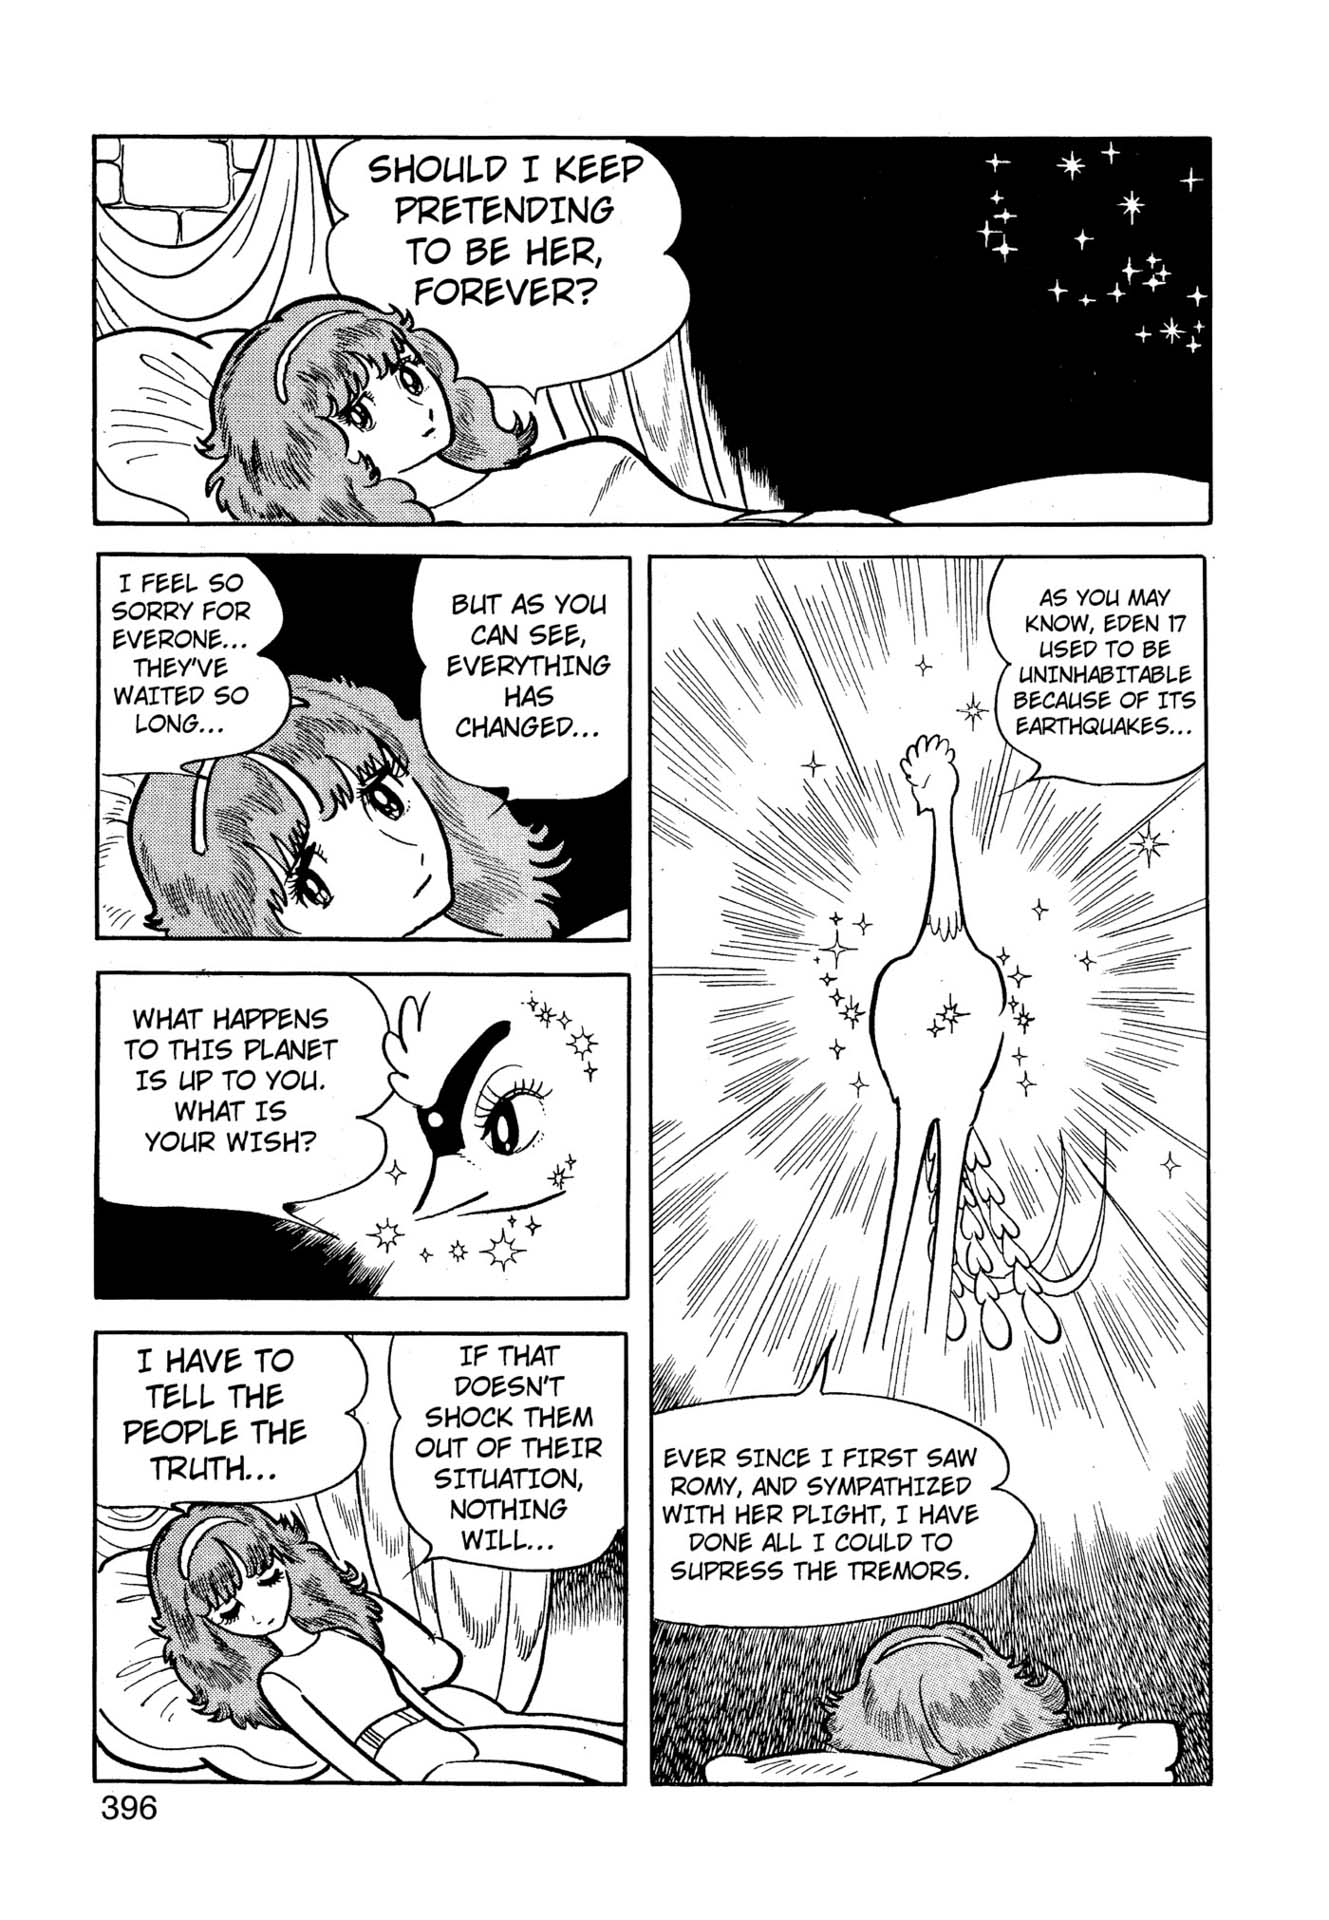 SHOULD I KEEP
PRETENDING
TO BE HER,
FOREVER?
I FEEL SO
SORRY FOR
EVERONE...
THEY'VE
WAITED SO
LONG...
BUT AS YOU
CAN SEE,
EVERYTHING
HAS
CHANGED...
WHAT HAPPENS
TO THIS PLANET
IS UP TO YOU.
WHAT IS
YOUR WISH?
I HAVE TO
TELL THE
PEOPLE THE
TRUTH...
IF THAT
DOESN'T
SHOCK THEM
OUT OF THEIR
SITUATION,
NOTHING
WILL...
AS YOU MAY
KNOW, EDEN 17
USED TO BE
UNINHABITABLE
BECAUSE OF ITS
EARTHQUAKES...
EVER SINCE I FIRST SAW
ROMY, AND SYMPATHIZED
WITH HER PLIGHT, I HAVE
DONE ALL I COULD TO
SUPRESS THE TREMORS.
396